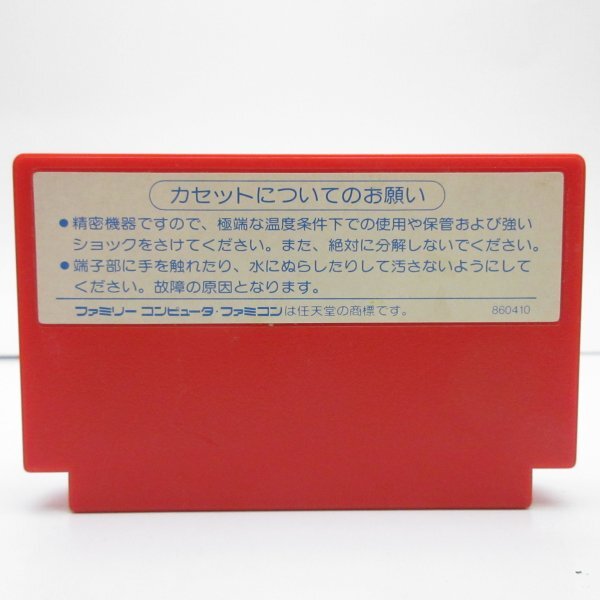 カセットについてのお願い
●精密機器ですので、極端な温度条件下での使用や保管および強い
ショックをさけてください。また、絶対に分解しないでください。
●端子部に手を触れたり、水にぬらしたりして汚さないようにして
ください。故障の原因となります。
ファミリー コンピュータ・ファミコンは任天堂の商標です。 860410